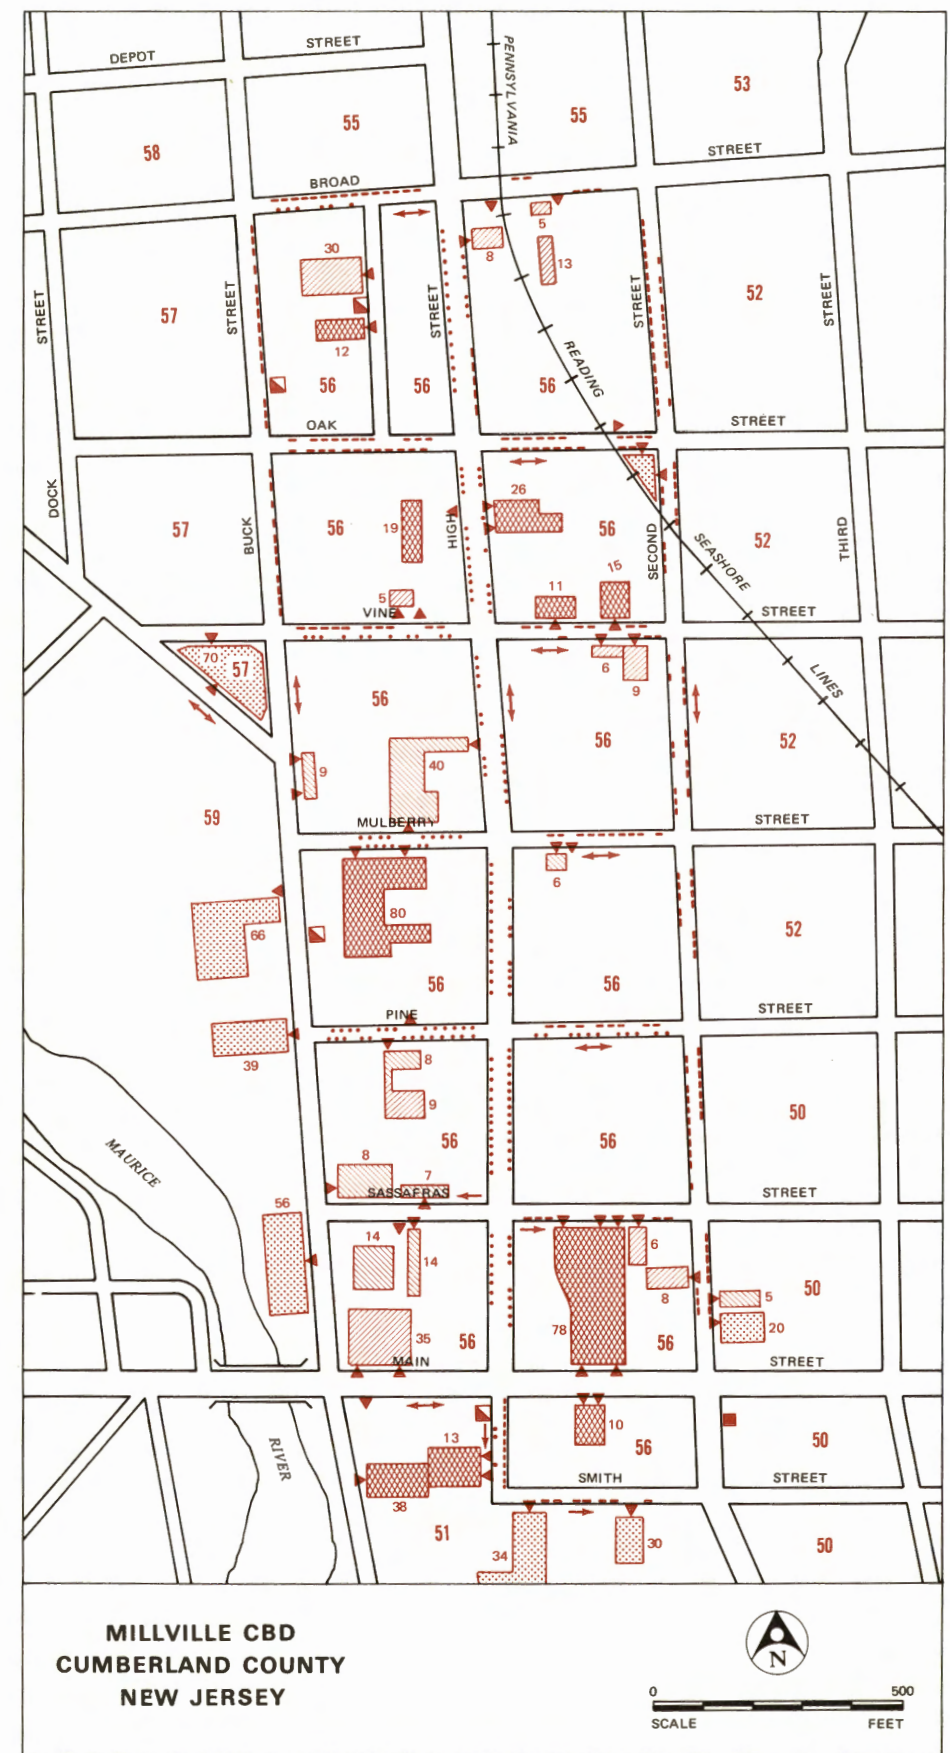 DEPOT STREET
PENNSYLVANIA
53
55
55
58
STREET
BROAD
5
30
8
13
57
STREET
STREET
STREET
STREET
52
STREET
READING
12
56
56
56
OAK
STREET
DOCK
57
BUCK
56
19
HIGH
26
56
SECOND
SEASHORE
52
THIRD
15
11
5
VINE
STREET
70
57
6
9
LINES
56
56
52
9
40
59
MULBERRY
STREET
6
80
66
52
56
56
PINE
STREET
39
8
9
50
56
56
MAURICE
8
7
SASSAFRAS
STREET
56
14
14
6
8
5
50
20
35
56
78
56
MAIN
STREET
10
13
56
50
RIVER
SMITH
STREET
38
51
34
30
50
MILLVILLE CBD
CUMBERLAND COUNTY
NEW JERSEY
N
0 500
SCALE FEET